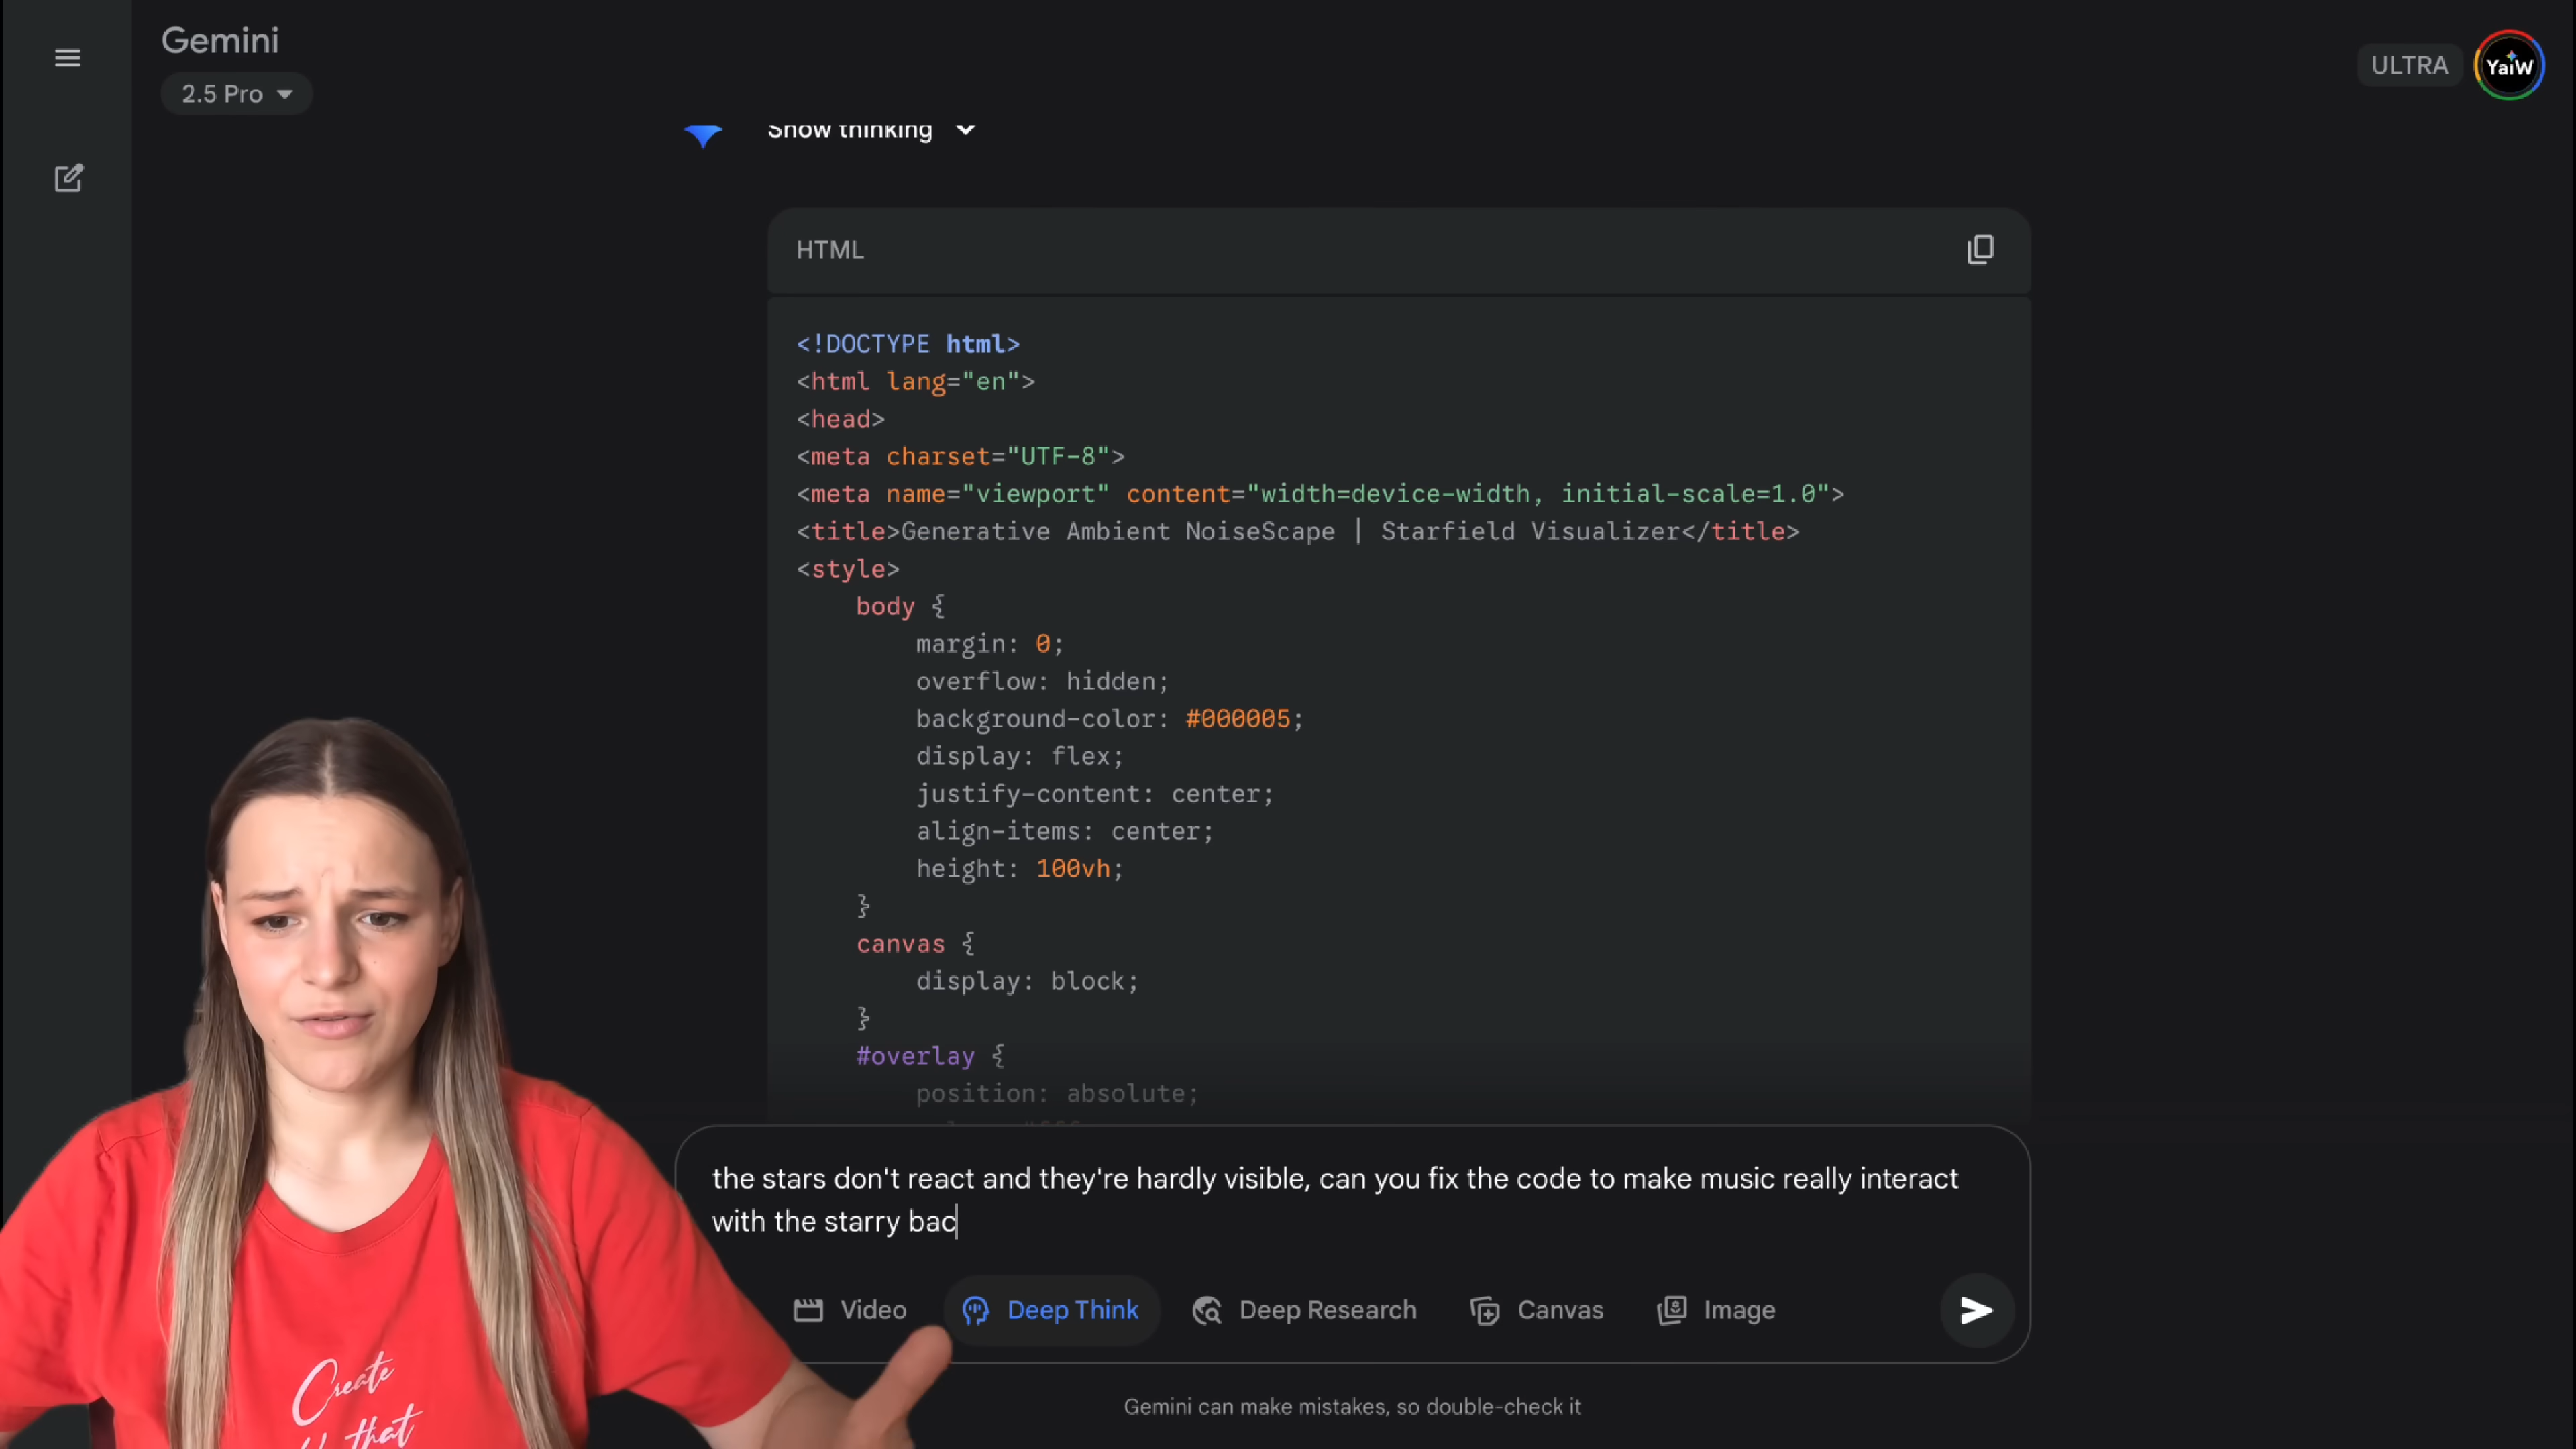 Gemini
2.5 Pro
ULTRA
YaiW
Show thinking
HTML
<!DOCTYPE html>
<html lang="en">
<head>
<meta charset="UTF-8">
<meta name="viewport" content="width=device-width, initial-scale=1.0">
<title>Generative Ambient NoiseScape | Starfield Visualizer</title>
<style>
body {
margin: 0;
overflow: hidden;
background-color: #000005;
display: flex;
justify-content: center;
align-items: center;
height: 100vh;
}
canvas {
display: block;
}
#overlay {
position: absolute;
the stars don't react and they're hardly visible, can you fix the code to make music really interact
with the starry bac
Video
Deep Think
Deep Research
Canvas
Image
Gemini can make mistakes, so double-check it
Create
that